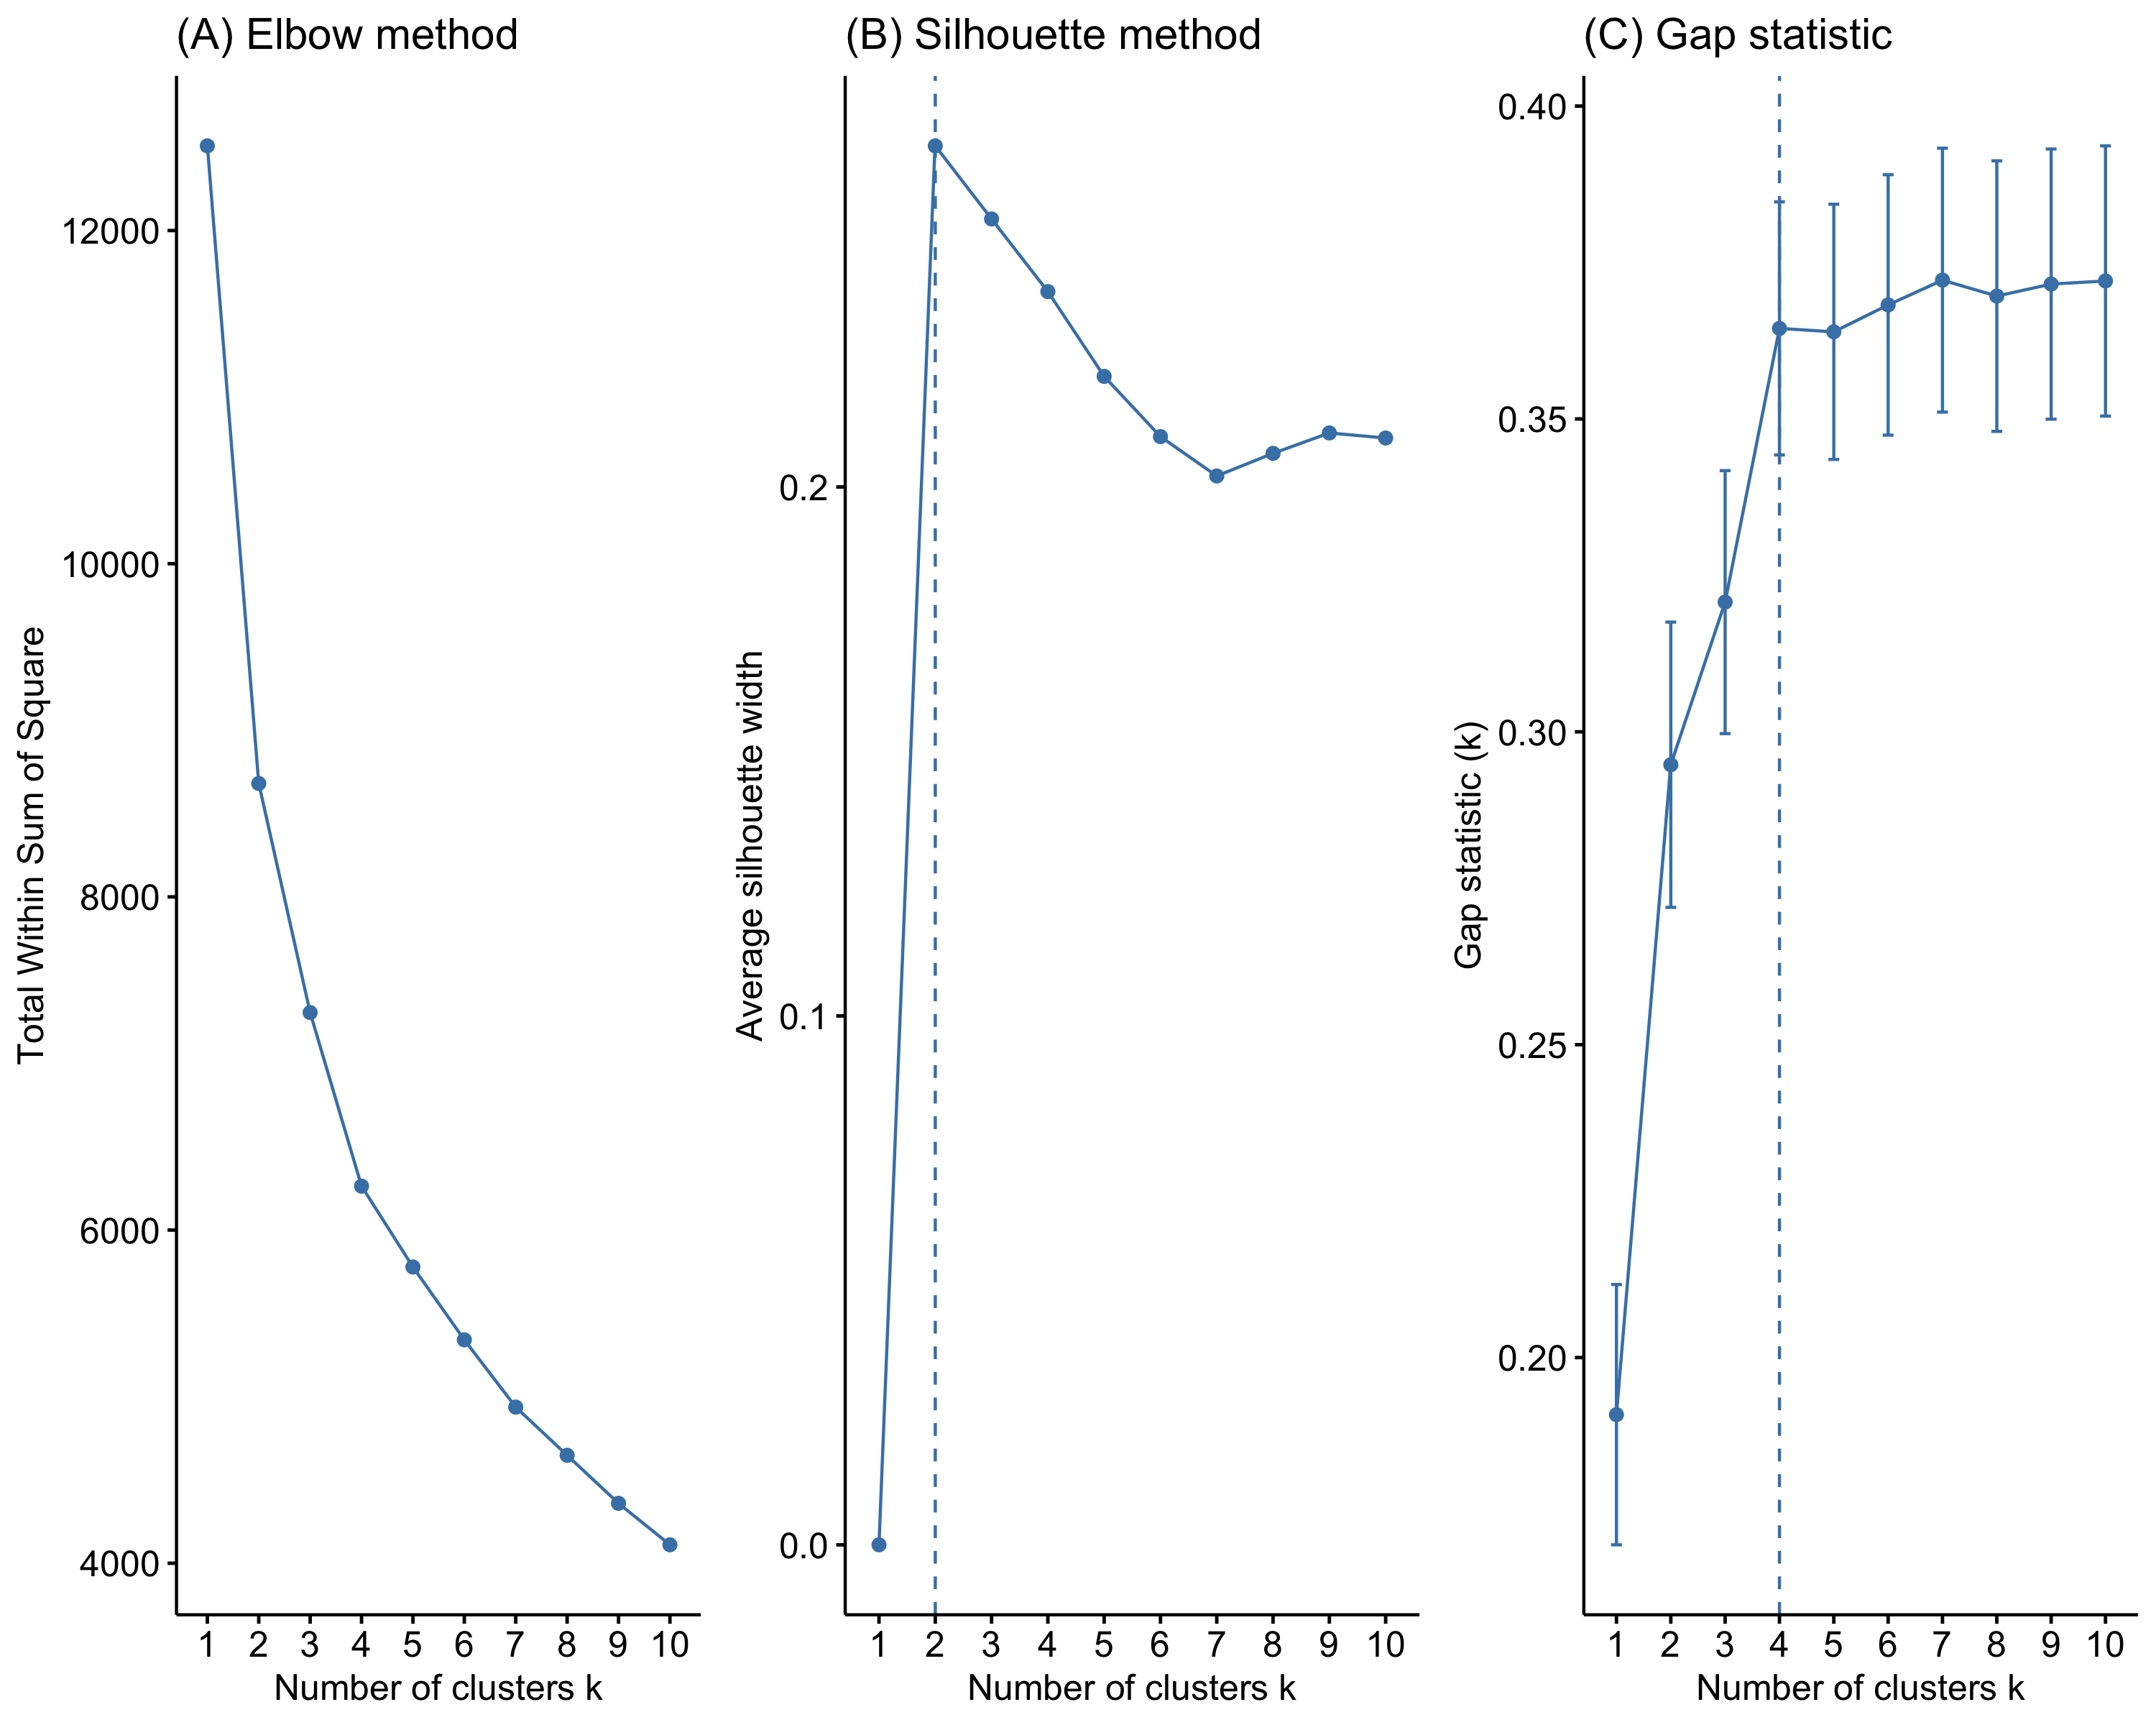 (A) Elbow method
Total Within Sum of Square
12000
10000
8000
6000
4000
1 2 3 4 5 6 7 8 9 10
Number of clusters k
(B) Silhouette method
Average silhouette width
0.2
0.1
0.0
1 2 3 4 5 6 7 8 9 10
Number of clusters k
(C) Gap statistic
Gap statistic (k)
0.40
0.35
0.30
0.25
0.20
1 2 3 4 5 6 7 8 9 10
Number of clusters k